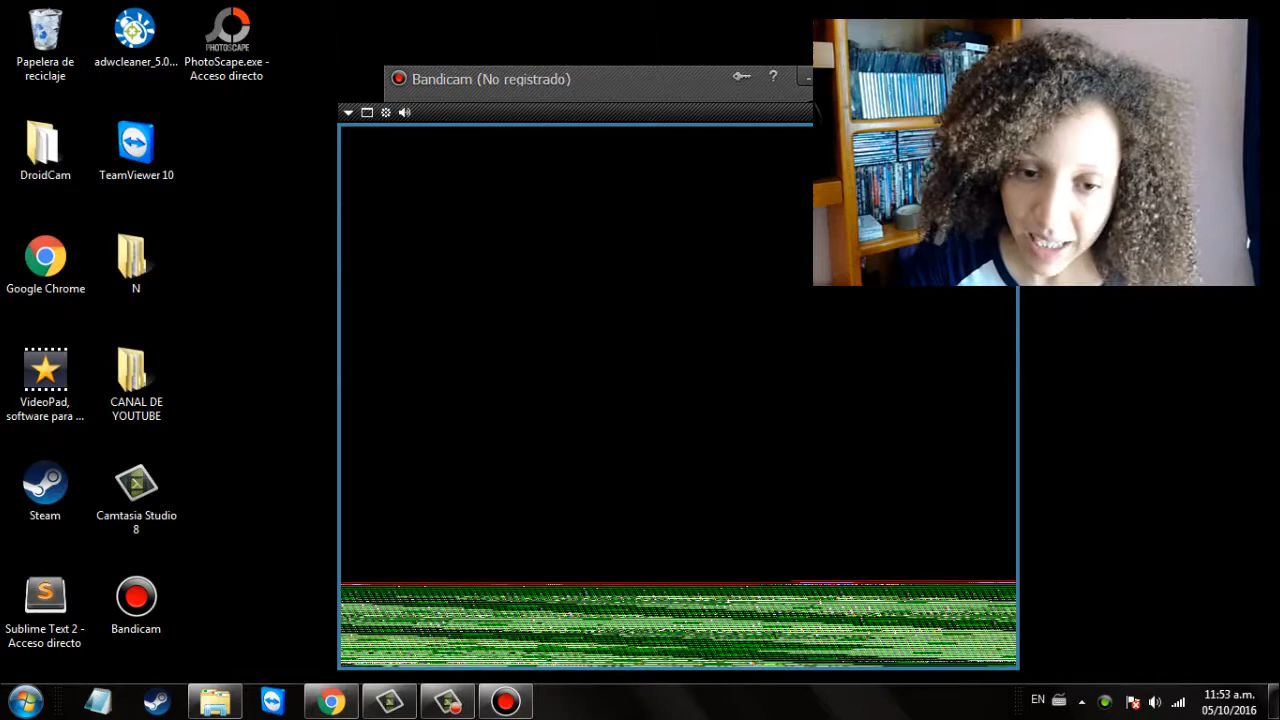 Papelera de
reciclaje
adwcleaner_5.0...
PHOTOSCAPE
PhotoScape.exe -
Acceso directo
Bandicam (No registrado)
?
DroidCam
TeamViewer 10
Google Chrome
N
VideoPad,
software para ...
CANAL DE
YOUTUBE
Steam
Camtasia Studio
8
S
Sublime Text 2 -
Acceso directo
Bandicam
EN
11:53 a.m.
05/10/2016